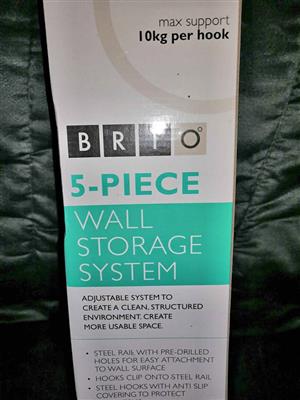 max support
10kg per hook
BRIO
5-PIECE
WALL
STORAGE
SYSTEM
ADJUSTABLE SYSTEM TO
CREATE A CLEAN, STRUCTURED
ENVIRONMENT. CREATE
MORE USABLE SPACE.
• STEEL RAIL WITH PRE-DRILLED
HOLES FOR EASY ATTACHMENT
TO WALL SURFACE
• HOOKS CLIP ONTO STEEL RAIL
• STEEL HOOKS WITH ANTI SLIP
COVERING TO PROTECT